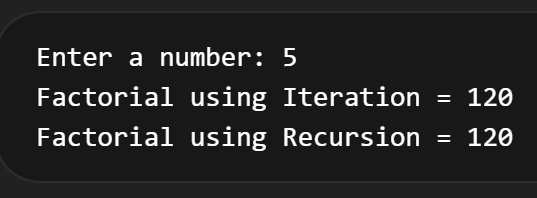 Enter a number: 5
Factorial using Iteration = 120
Factorial using Recursion = 120